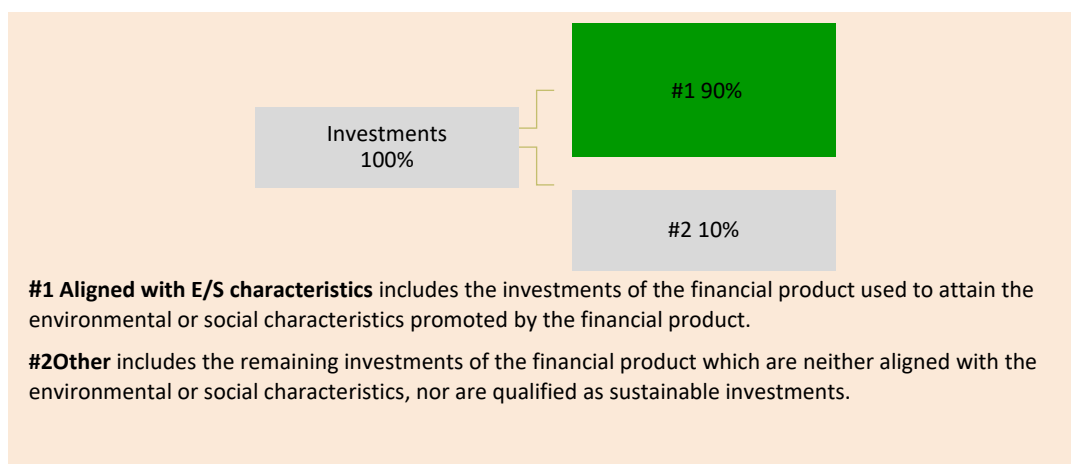 #1 90%
Investments
100%
#2 10%
#1 Aligned with E/S characteristics includes the investments of the financial product used to attain the
environmental or social characteristics promoted by the financial product.
#2Other includes the remaining investments of the financial product which are neither aligned with the
environmental or social characteristics, nor are qualified as sustainable investments.